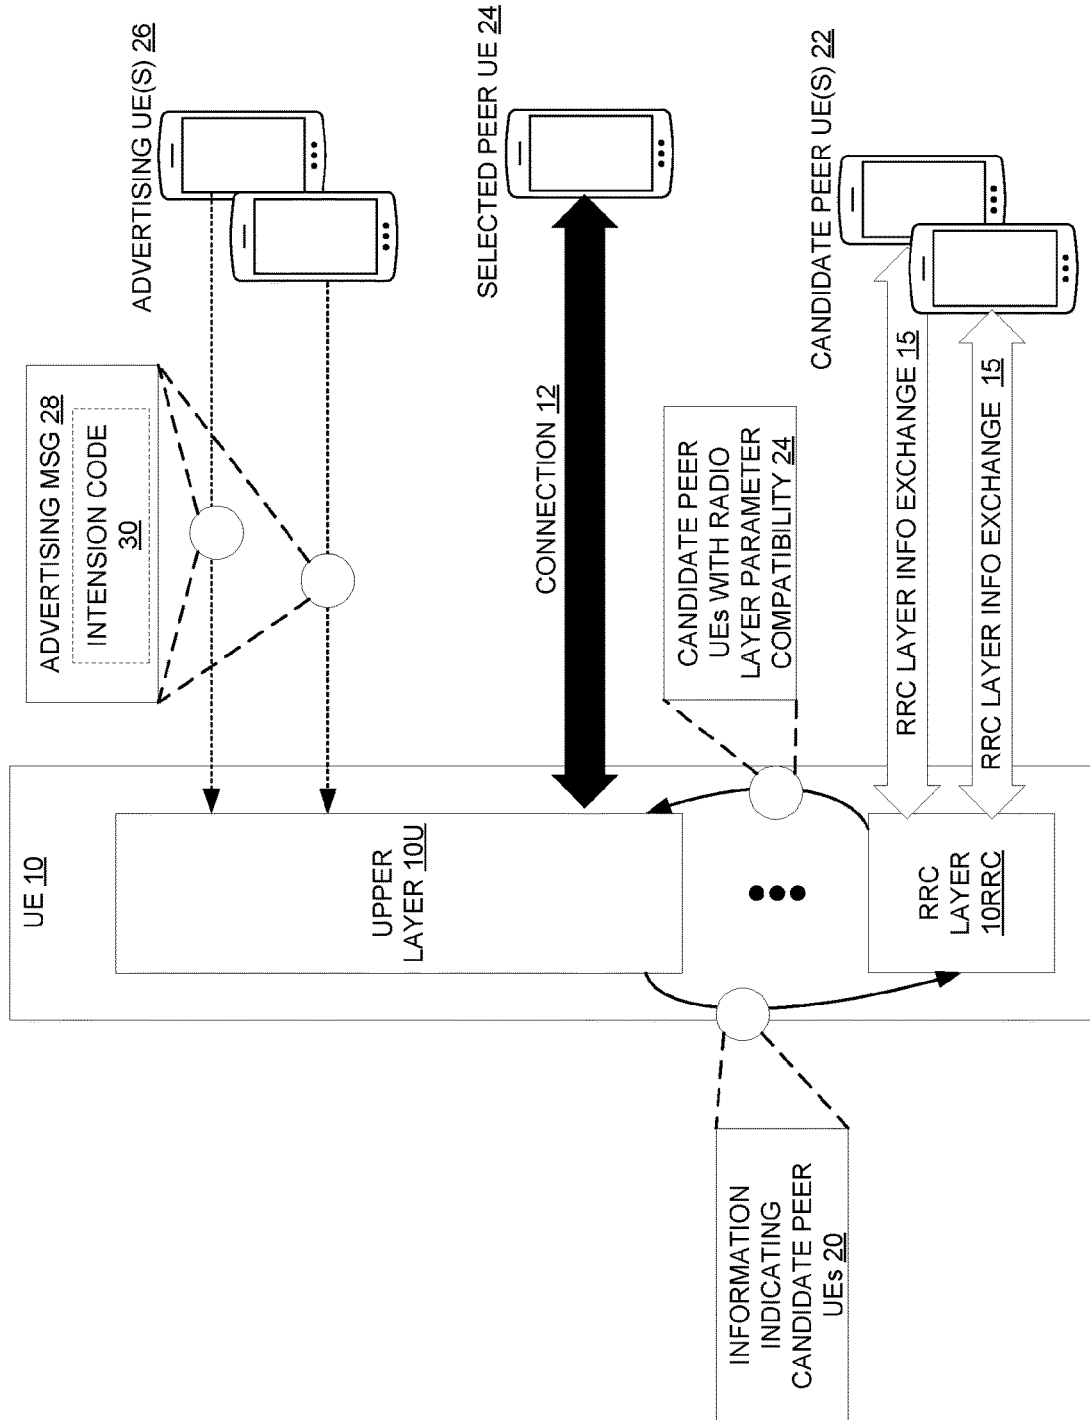 UE 10
UPPER
LAYER 10U
RRC
LAYER
10RRC
ADVERTISING MSG 28
INTENSION CODE
30
ADVERTISING UE(S) 26
CONNECTION 12
SELECTED PEER UE 24
CANDIDATE PEER
UEs WITH RADIO
LAYER PARAMETER
COMPATIBILITY 24
RRC LAYER INFO EXCHANGE 15
RRC LAYER INFO EXCHANGE 15
CANDIDATE PEER UE(S) 22
INFORMATION
INDICATING
CANDIDATE PEER
UEs 20